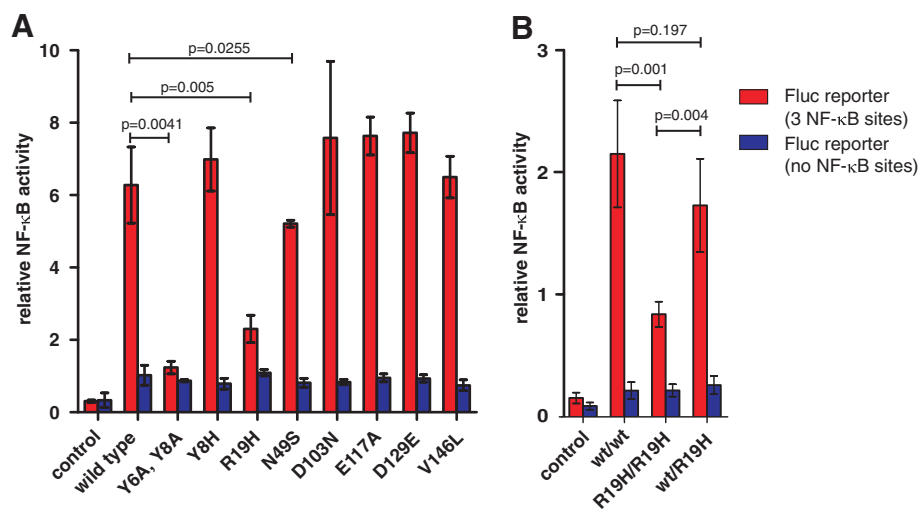 A
relative NF-κB activity
10
8
6
4
2
0
p=0.0255
p=0.005
p=0.0041
control
wild type
Y6A, Y8A
Y8H
R19H
N49S
D103N
E117A
D129E
V146L
B
relative NF-κB activity
3
2
1
0
p=0.197
p=0.001
p=0.004
control
wt/wt
R19H/R19H
wt/R19H
Fluc reporter
(3 NF-κB sites)
Fluc reporter
(no NF-κB sites)